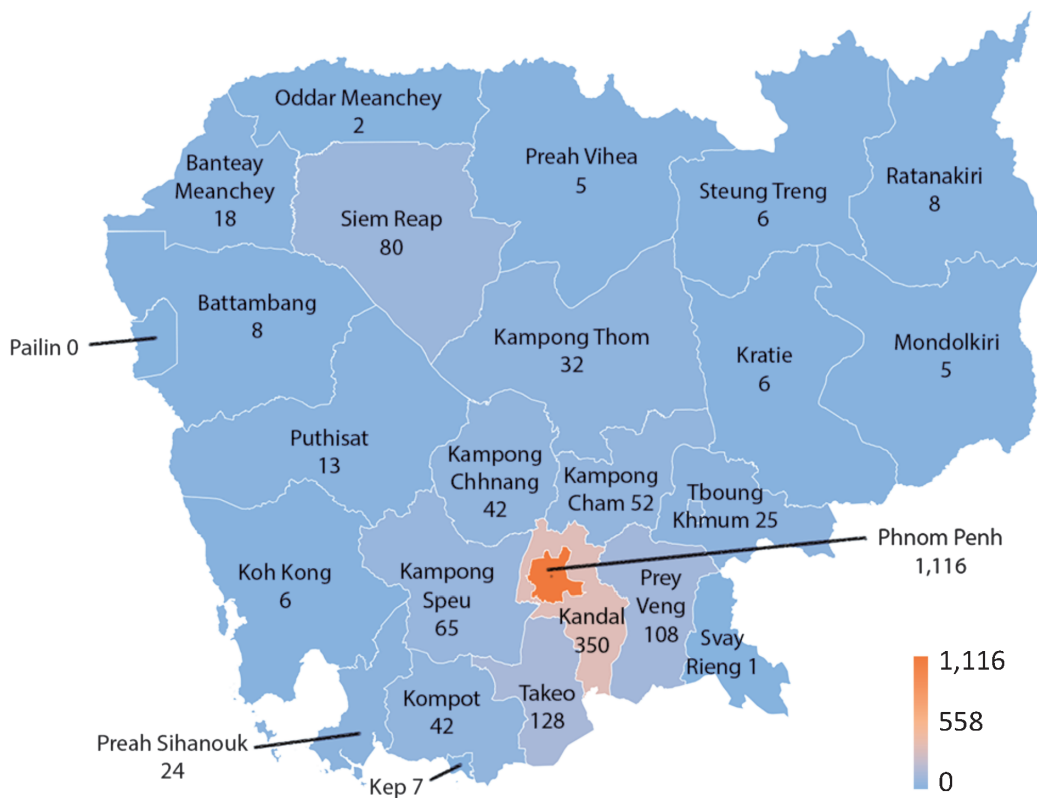 Oddar Meanchey
2
Banteay
Meanchey
18
Siem Reap
80
Preah Vihea
5
Steung Treng
6
Ratanakiri
8
Battambang
8
Pailin 0
Kampong Thom
32
Kratie
6
Mondolkiri
5
Puthisat
13
Kampong
Chhnang
42
Kampong
Cham 52
Tboung
Khmum 25
Phnom Penh
1,116
Koh Kong
6
Kampong
Speu
65
Kandal
350
Prey
Veng
108
Svay
Rieng 1
Kompot
42
Takeo
128
Preah Sihanouk
24
Kep 7
1,116
558
0